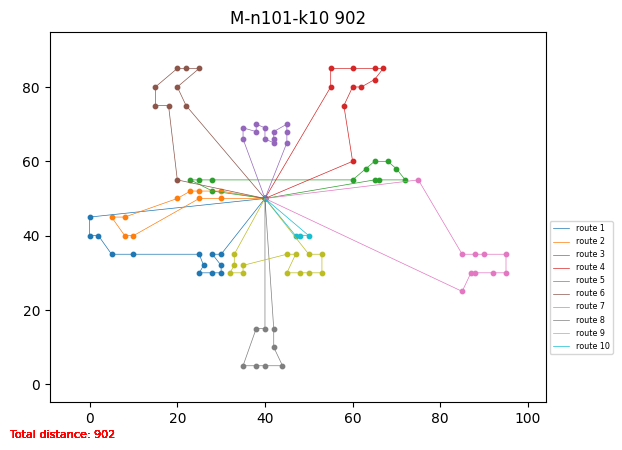 M-n101-k10 902
80
60
40
20
0
0 20 40 60 80 100
route 1
route 2
route 3
route 4
route 5
route 6
route 7
route 8
route 9
route 10
Total distance: 902